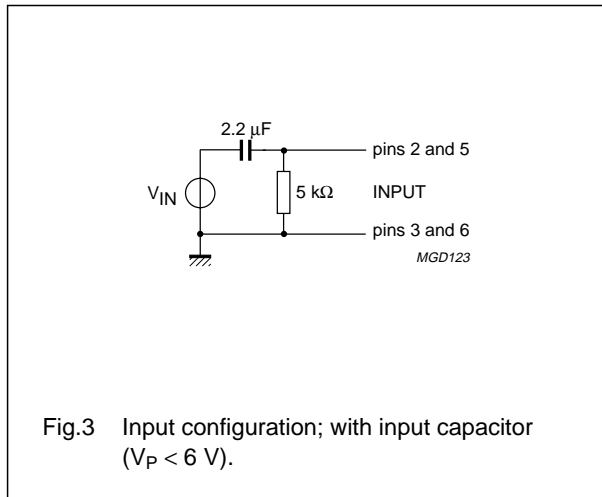 2.2 μF
pins 2 and 5
V_IN
5 kΩ
INPUT
pins 3 and 6
MGD123
Fig.3 Input configuration; with input capacitor
(V_P < 6 V).